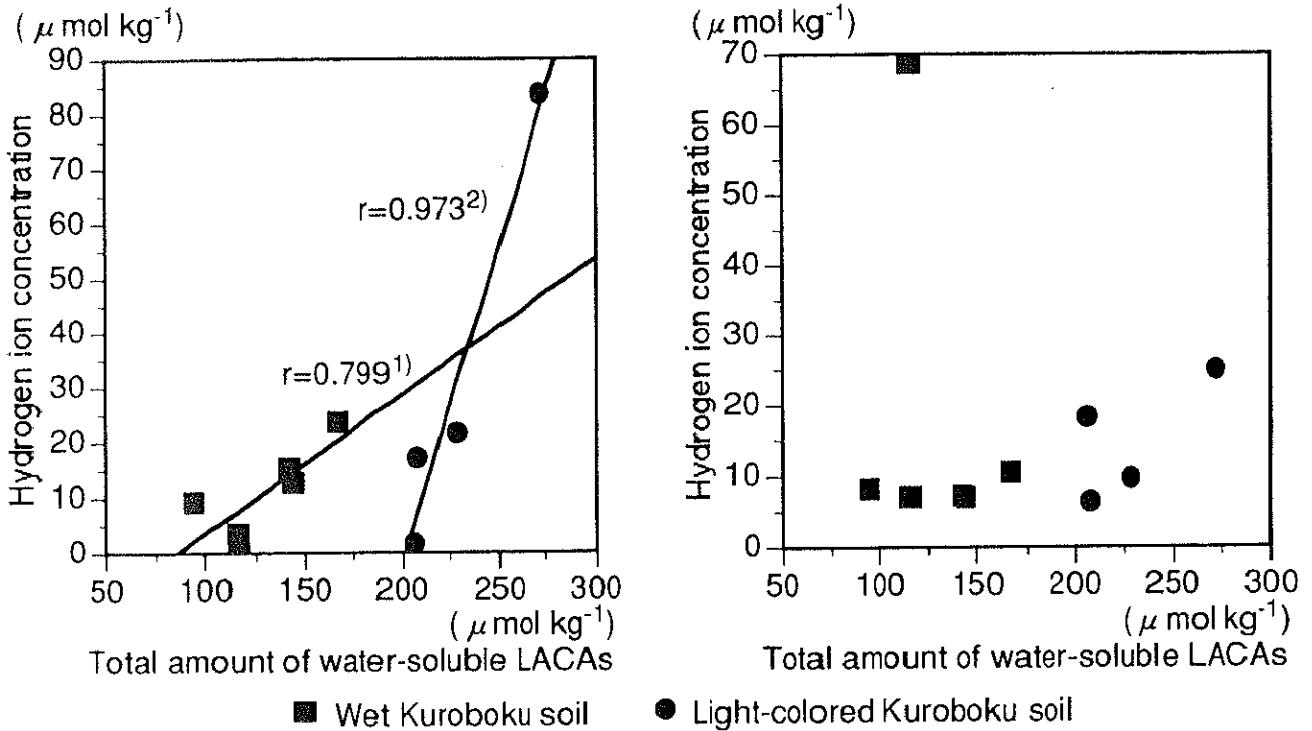 ( μ mol kg-1)
90
80
70
60
50
40
30
20
10
0
Hydrogen ion concentration
r=0.9732)
r=0.7991)
50 100 150 200 250 300
( μ mol kg-1)
Total amount of water-soluble LACAs
( μ mol kg-1)
70
60
50
40
30
20
10
0
Hydrogen ion concentration
50 100 150 200 250 300
( μ mol kg-1)
Total amount of water-soluble LACAs
Wet Kuroboku soil
Light-colored Kuroboku soil